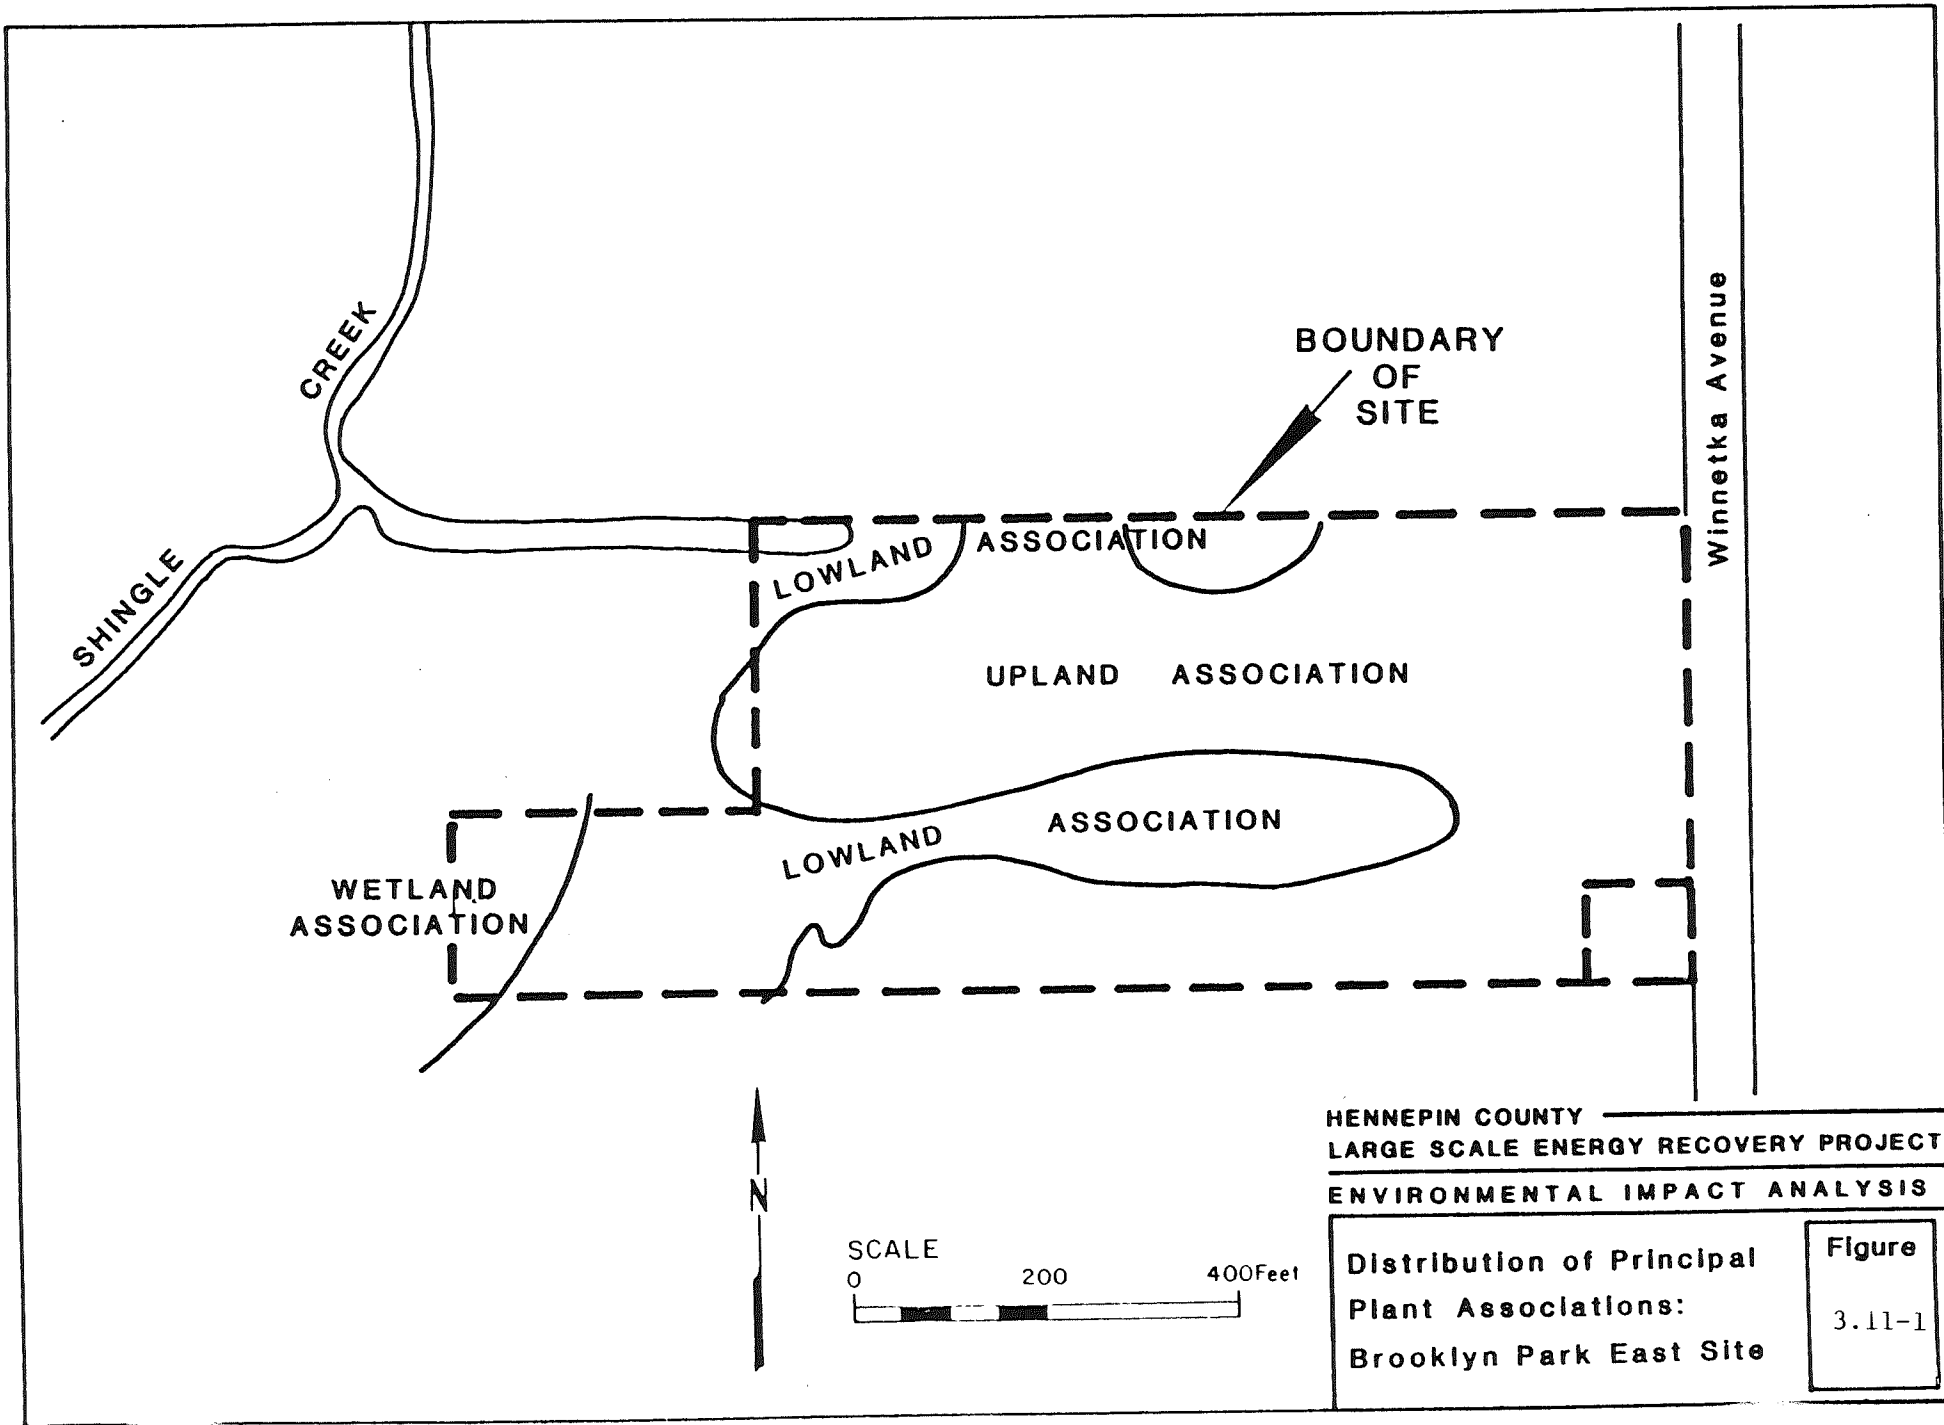 CREEK
SHINGLE
BOUNDARY
OF
SITE
Winnetka Avenue
LOWLAND ASSOCIATION
UPLAND ASSOCIATION
LOWLAND ASSOCIATION
WETLAND
ASSOCIATION
N
SCALE
0 200 400Feet
HENNEPIN COUNTY
LARGE SCALE ENERGY RECOVERY PROJECT
ENVIRONMENTAL IMPACT ANALYSIS
Distribution of Principal
Plant Associations:
Brooklyn Park East Site
Figure
3.11-1